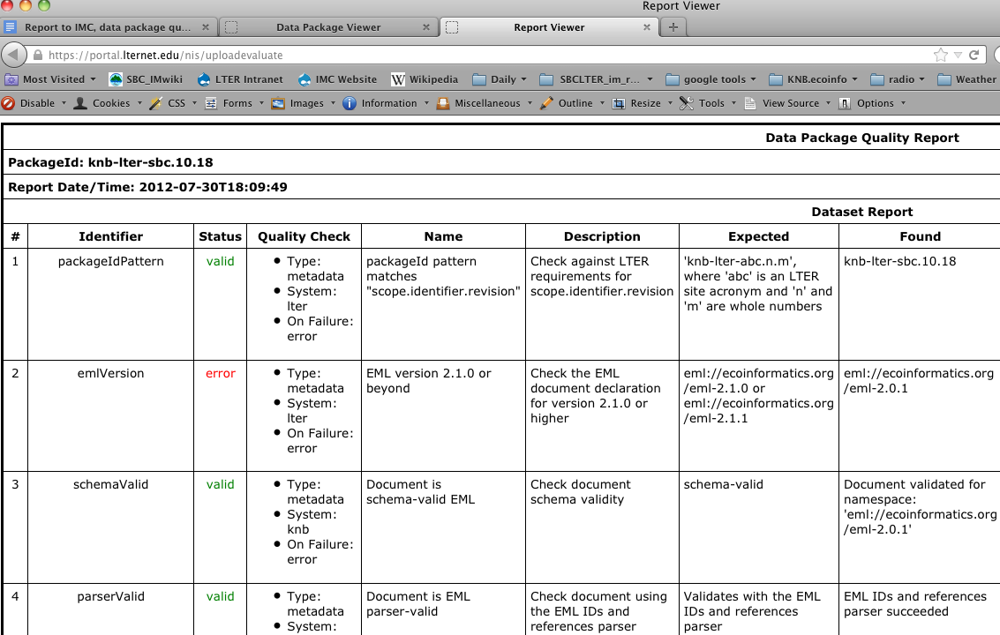 Report Viewer
Report to IMC, data package qu...
Data Package Viewer
Report Viewer
https://portal.lternet.edu/nis/uploadevaluate
Most Visited
SBC_IMwiki
LTER Intranet
IMC Website
W Wikipedia
Daily
SBCLTER_im_r...
google tools
KNB.ecoinfo
radio
Weather
Disable
Cookies
CSS
Forms
Images
Information
Miscellaneous
Outline
Resize
Tools
View Source
Options
Data Package Quality Report
PackageId: knb-lter-sbc.10.18
Report Date/Time: 2012-07-30T18:09:49
Dataset Report
# Identifier Status Quality Check Name Description Expected Found
1
packageIdPattern
valid
• Type:
metadata
• System:
lter
• On Failure:
error
packageId pattern
matches
"scope.identifier.revision"
Check against LTER
requirements for
scope.identifier.revision
'knb-lter-abc.n.m',
where 'abc' is an LTER
site acronym and 'n' and
'm' are whole numbers
knb-lter-sbc.10.18
2
emlVersion
error
• Type:
metadata
• System:
lter
• On Failure:
error
EML version 2.1.0 or
beyond
Check the EML
document declaration
for version 2.1.0 or
higher
eml://ecoinformatics.org
/eml-2.1.0 or
eml://ecoinformatics.org
/eml-2.1.1
eml://ecoinformatics.org
/eml-2.0.1
3
schemaValid
valid
• Type:
metadata
• System:
knb
• On Failure:
error
Document is
schema-valid EML
Check document
schema validity
schema-valid
Document validated for
namespace:
'eml://ecoinformatics.org
/eml-2.0.1'
4
parserValid
valid
• Type:
metadata
• System:
Document is EML
parser-valid
Check document using
the EML IDs and
references parser
Validates with the EML
IDs and references
parser
EML IDs and references
parser succeeded